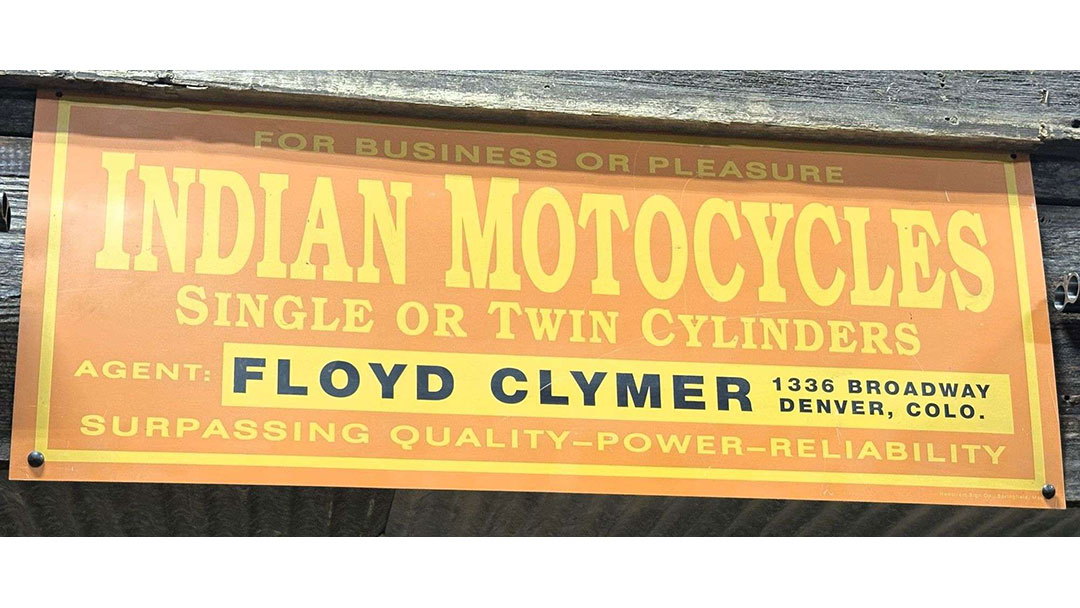 FOR BUSINESS OR PLEASURE
INDIAN MOTOCYCLES
SINGLE OR TWIN CYLINDERS
AGENT: FLOYD CLYMER 1336 BROADWAY
DENVER, COLO.
SURPASSING QUALITY–POWER–RELIABILITY